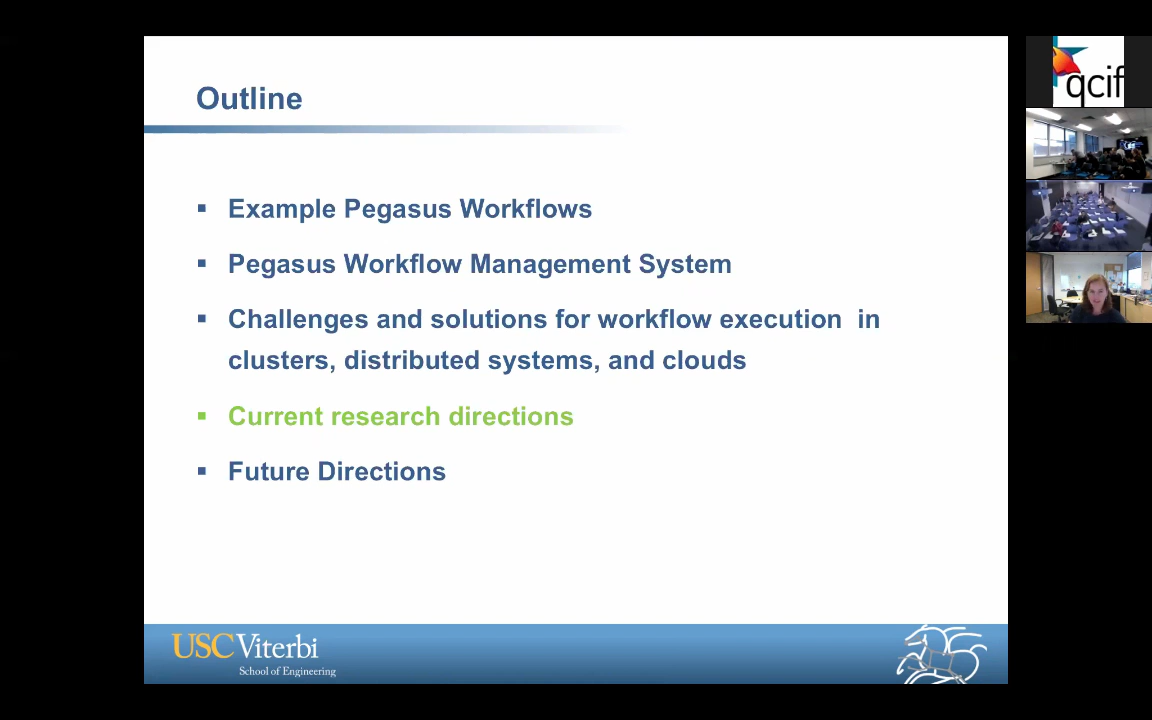 Outline
Example Pegasus Workflows
Pegasus Workflow Management System
Challenges and solutions for workflow execution in
clusters, distributed systems, and clouds
Current research directions
Future Directions
USC Viterbi
School of Engineering
qcif